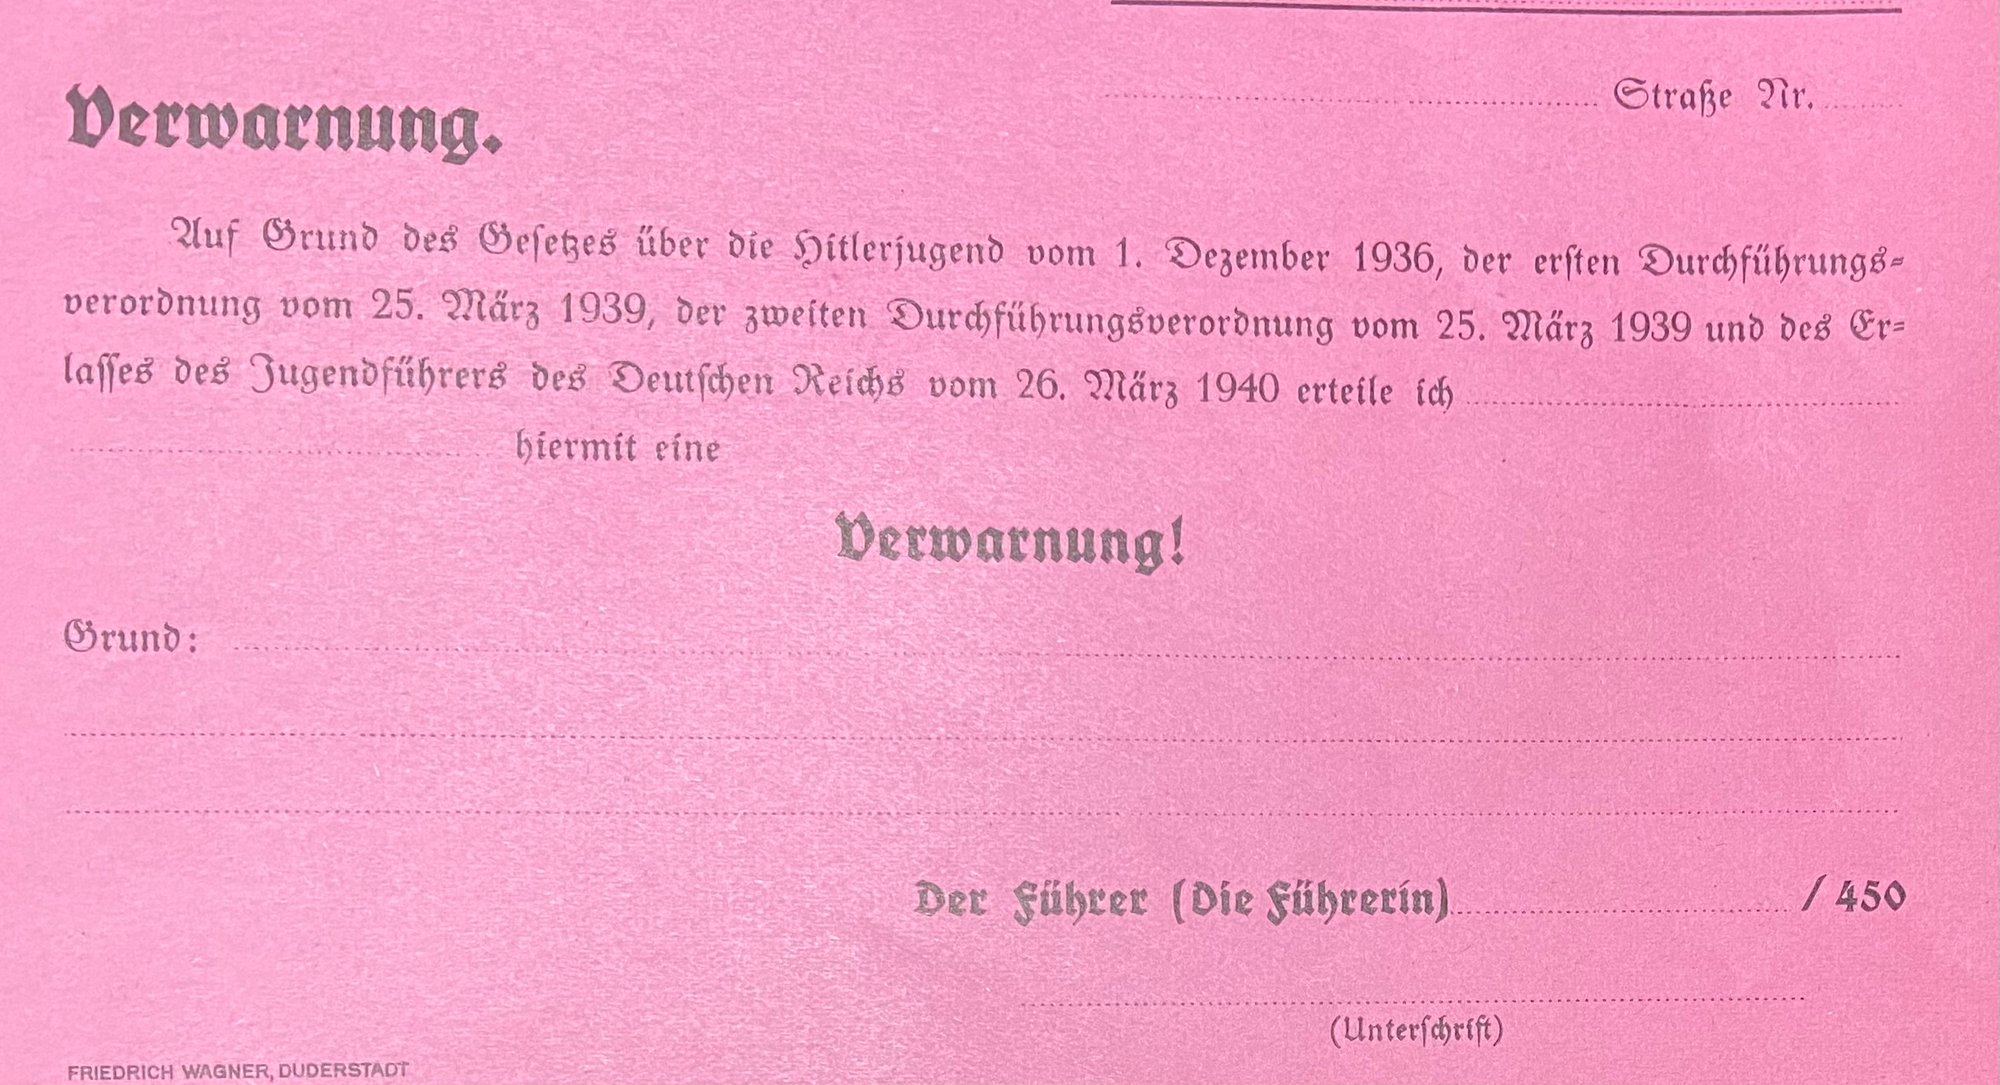 Straße Nr.
Verwarnung.
Auf Grund des Gesetzes über die Hitlerjugend vom 1. Dezember 1936, der ersten Durchführungs-
verordnung vom 25. März 1939, der zweiten Durchführungsverordnung vom 25. März 1939 und des Er-
lasses des Jugendführers des Deutschen Reichs vom 26. März 1940 erteile ich
hiermit eine
Verwarnung!
Grund:
Der Führer (Die Führerin) / 450
(Unterschrift)
FRIEDRICH WAGNER, DUDERSTADT